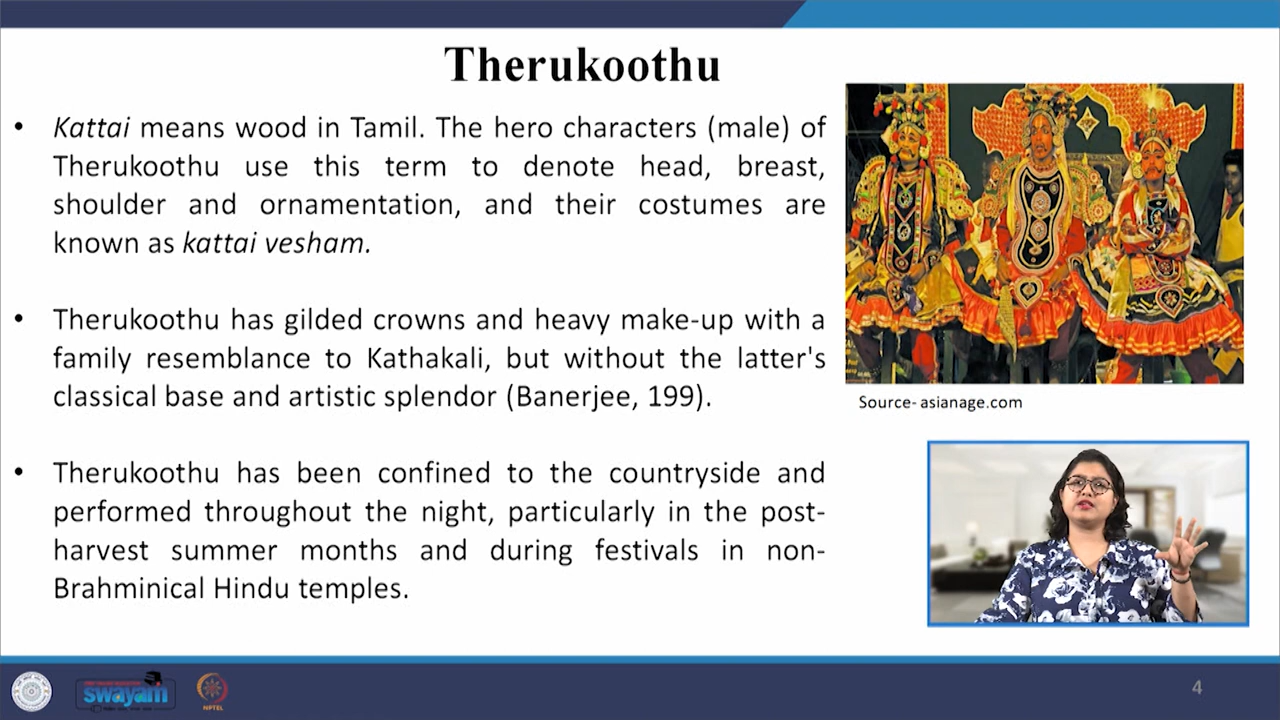 Therukoothu
• Kattai means wood in Tamil. The hero characters (male) of
Therukoothu use this term to denote head, breast,
shoulder and ornamentation, and their costumes are
known as kattai vesham.
• Therukoothu has gilded crowns and heavy make-up with a
family resemblance to Kathakali, but without the latter's
classical base and artistic splendor (Banerjee, 199).
• Therukoothu has been confined to the countryside and
performed throughout the night, particularly in the post-
harvest summer months and during festivals in non-
Brahminical Hindu temples.
Source- asianage.com
swayam
NPTEL
4